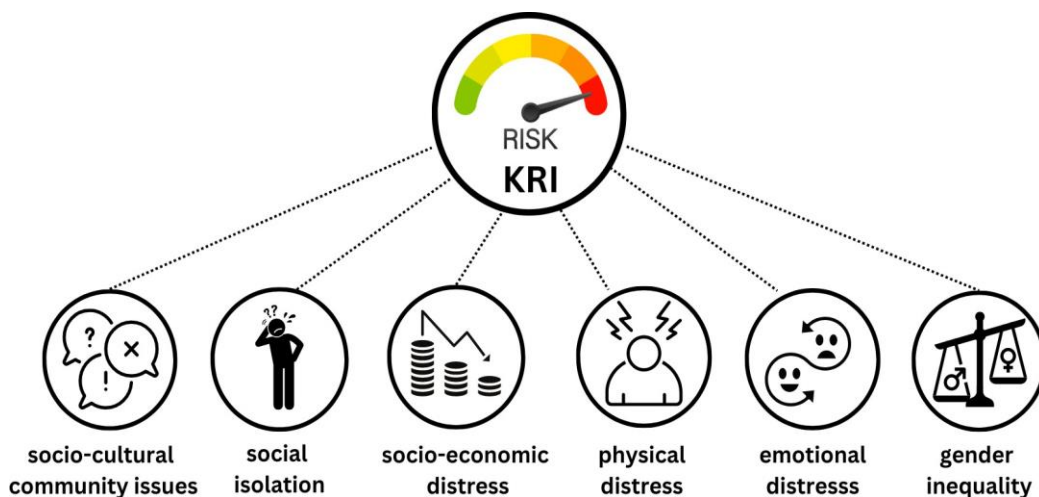 RISK
KRI
socio-cultural
community issues
social
isolation
socio-economic
distress
physical
distress
emotional
distresss
gender
inequality